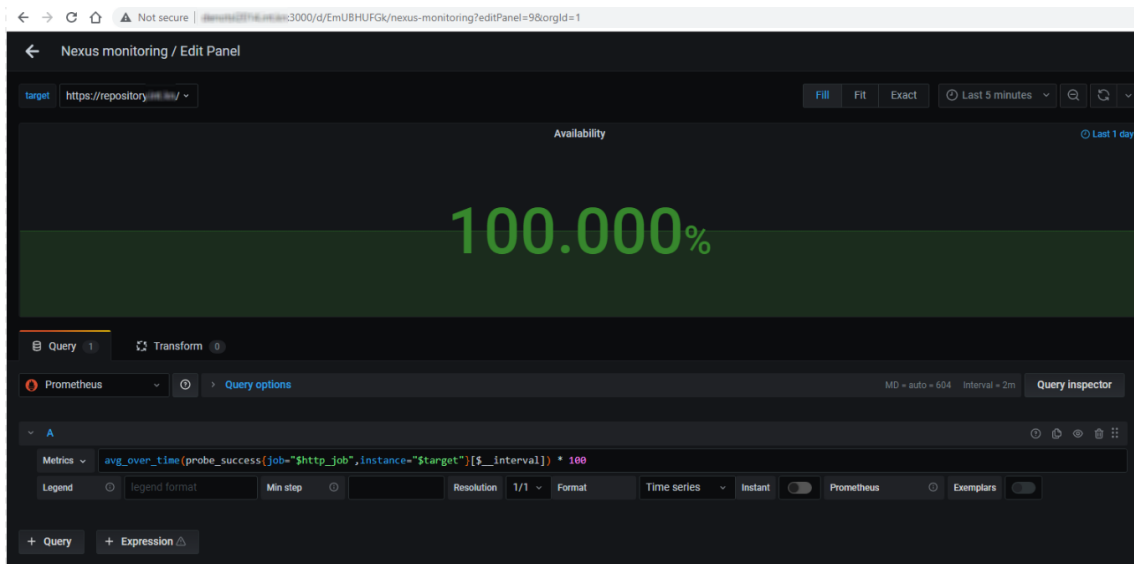 Not secure :3000/d/EmUBHUFGk/nexus-monitoring?editPanel=9&orgId=1
Nexus monitoring / Edit Panel
target https://repository / Fill Fit Exact Last 5 minutes
Availability Last 1 day
100.000%
Query 1 Transform 0
Prometheus Query options MD = auto = 604 Interval = 2m Query inspector
A
Metrics avg_over_time(probe_success{job="$http_job",instance="$target"}[$__interval]) * 100
Legend legend format Min step Resolution 1/1 Format Time series Instant Prometheus Exemplars
+ Query + Expression